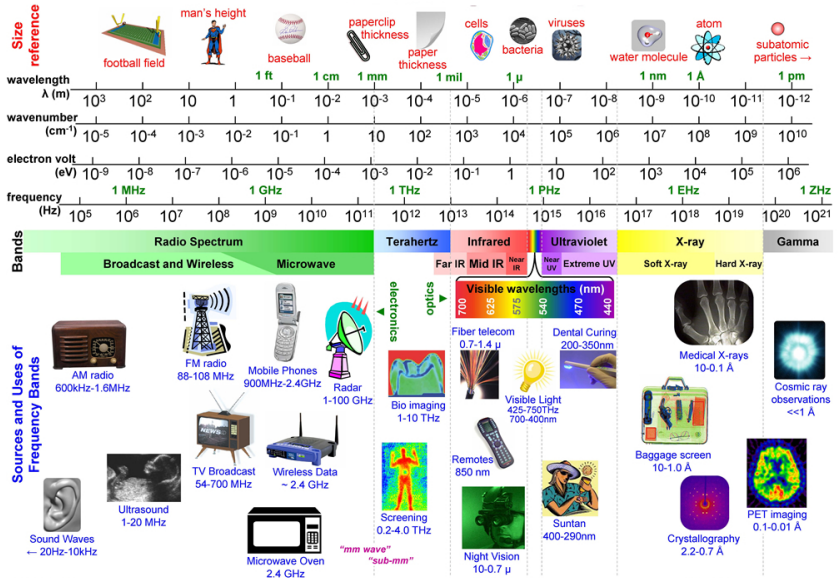 Size reference
football field
man's height
baseball
paperclip thickness
paper thickness
cells
bacteria
viruses
water molecule
atom
subatomic particles →
wavelength λ (m)
1 ft 1 cm 1 mm 1 mil 1 µ 1 nm 1 Å 1 pm
10³ 10² 10 1 10⁻¹ 10⁻² 10⁻³ 10⁻⁴ 10⁻⁵ 10⁻⁶ 10⁻⁷ 10⁻⁸ 10⁻⁹ 10⁻¹⁰ 10⁻¹¹ 10⁻¹²
wavenumber (cm⁻¹)
10⁻⁵ 10⁻⁴ 10⁻³ 10⁻² 10⁻¹ 1 10 10² 10³ 10⁴ 10⁵ 10⁶ 10⁷ 10⁸ 10⁹ 10¹⁰
electron volt (eV)
10⁻⁹ 10⁻⁸ 10⁻⁷ 10⁻⁶ 10⁻⁵ 10⁻⁴ 10⁻³ 10⁻² 10⁻¹ 1 10 10² 10³ 10⁴ 10⁵ 10⁶
frequency (Hz)
1 MHz 1 GHz 1 THz 1 PHz 1 EHz 1 ZHz
10⁵ 10⁶ 10⁷ 10⁸ 10⁹ 10¹⁰ 10¹¹ 10¹² 10¹³ 10¹⁴ 10¹⁵ 10¹⁶ 10¹⁷ 10¹⁸ 10¹⁹ 10²⁰ 10²¹
Bands
Radio Spectrum Terahertz Infrared Ultraviolet X-ray Gamma
Broadcast and Wireless Microwave Far IR Mid IR Near IR Near UV Extreme UV Soft X-ray Hard X-ray
electronics
optics
Visible wavelengths (nm)
700 625 575 540 470 440
Sources and Uses of Frequency Bands
AM radio
600kHz-1.6MHz
FM radio
88-108 MHz
Mobile Phones
900MHz-2.4GHz
Radar
1-100 GHz
Bio imaging
1-10 THz
Fiber telecom
0.7-1.4 µ
Visible Light
425-750THz
700-400nm
Dental Curing
200-350nm
Medical X-rays
10-0.1 Å
Cosmic ray
observations
<<1 Å
Sound Waves
← 20Hz-10kHz
Ultrasound
1-20 MHz
NEWS
TV Broadcast
54-700 MHz
Wireless Data
~ 2.4 GHz
Microwave Oven
2.4 GHz
Screening
0.2-4.0 THz
"mm wave"
"sub-mm"
Remotes
850 nm
Night Vision
10-0.7 µ
Suntan
400-290nm
Baggage screen
10-1.0 Å
Crystallography
2.2-0.7 Å
PET imaging
0.1-0.01 Å